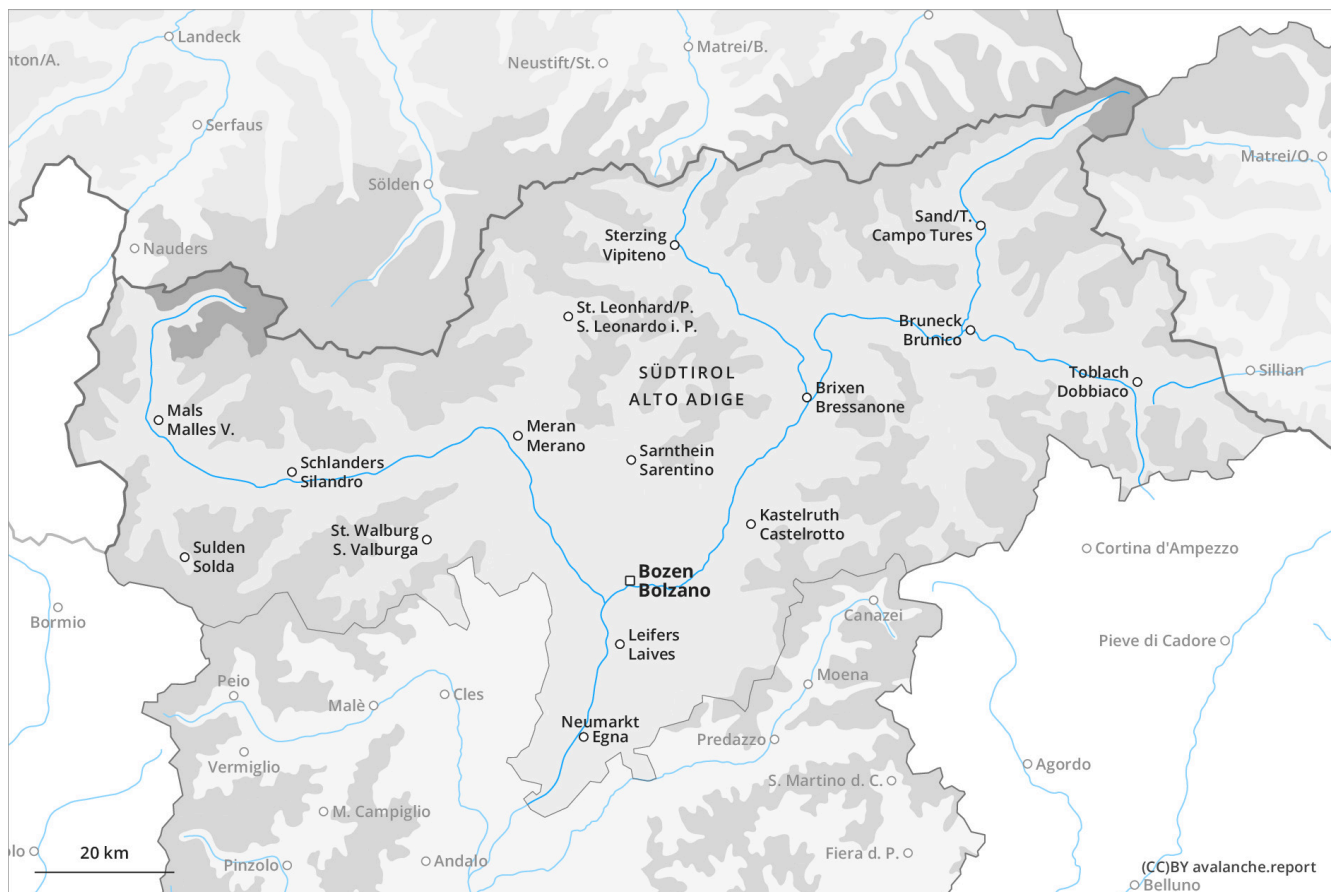 Landeck
nton/A.
Neustift/St.
Matrei/B.
Serfaus
Matrei/O.
Sölden
Sand/T.
Campo Tures
Sterzing
Vipiteno
Nauders
St. Leonhard/P.
S. Leonardo i. P.
Bruneck
Brunico
SÜDTIROL
ALTO ADIGE
Toblach
Dobbiaco
Sillian
Brixen
Bressanone
Mals
Malles V.
Meran
Merano
Schlanders
Silandro
Sarnthein
Sarentino
Kastelruth
Castelrotto
St. Walburg
S. Valburga
Sulden
Solda
Cortina d'Ampezzo
Bozen
Bolzano
Bormio
Canazei
Leifers
Laives
Pieve di Cadore
Peio
Moena
Malè
Cles
Neumarkt
Egna
Predazzo
Vermiglio
Agordo
S. Martino d. C.
M. Campiglio
olo
20 km
Pinzolo
Andalo
Fiera d. P.
(CC)BY avalanche.report
Belluno